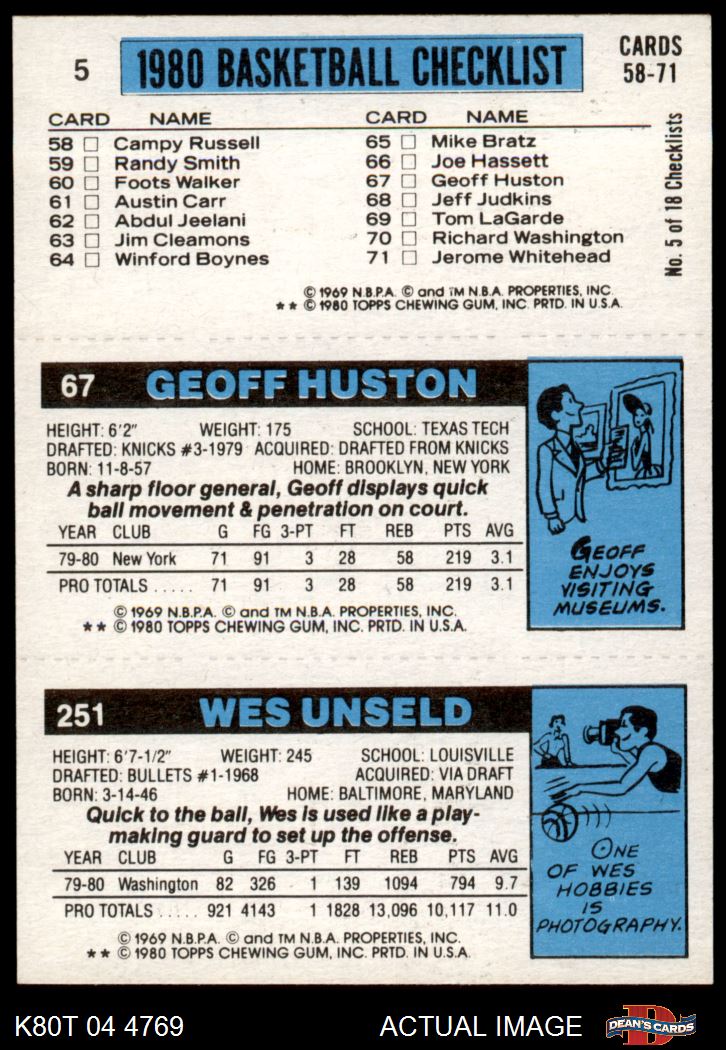 5 1980 BASKETBALL CHECKLIST CARDS 58-71
CARD NAME CARD NAME
58 □ Campy Russell 65 □ Mike Bratz
59 □ Randy Smith 66 □ Joe Hassett
60 □ Foots Walker 67 □ Geoff Huston
61 □ Austin Carr 68 □ Jeff Judkins
62 □ Abdul Jeelani 69 □ Tom LaGarde
63 □ Jim Cleamons 70 □ Richard Washington
64 □ Winford Boynes 71 □ Jerome Whitehead
No. 5 of 18 Checklists
© 1969 N.B.P.A. © and TM N.B.A. PROPERTIES, INC.
** © 1980 TOPPS CHEWING GUM, INC. PRTD. IN U.S.A.
67 GEOFF HUSTON
HEIGHT: 6'2" WEIGHT: 175 SCHOOL: TEXAS TECH
DRAFTED: KNICKS #3-1979 ACQUIRED: DRAFTED FROM KNICKS
BORN: 11-8-57 HOME: BROOKLYN, NEW YORK
A sharp floor general, Geoff displays quick
ball movement & penetration on court.
YEAR CLUB G FG 3-PT FT REB PTS AVG
79-80 New York 71 91 3 28 58 219 3.1
PRO TOTALS ..... 71 91 3 28 58 219 3.1
© 1969 N.B.P.A. © and TM N.B.A. PROPERTIES, INC.
** © 1980 TOPPS CHEWING GUM, INC. PRTD. IN U.S.A.
GEOFF
ENJOYS
VISITING
MUSEUMS.
251 WES UNSELD
HEIGHT: 6'7-1/2" WEIGHT: 245 SCHOOL: LOUISVILLE
DRAFTED: BULLETS #1-1968 ACQUIRED: VIA DRAFT
BORN: 3-14-46 HOME: BALTIMORE, MARYLAND
Quick to the ball, Wes is used like a play-
making guard to set up the offense.
YEAR CLUB G FG 3-PT FT REB PTS AVG
79-80 Washington 82 326 1 139 1094 794 9.7
PRO TOTALS ..... 921 4143 1 1828 13,096 10,117 11.0
© 1969 N.B.P.A. © and TM N.B.A. PROPERTIES, INC.
** © 1980 TOPPS CHEWING GUM, INC. PRTD. IN U.S.A.
ONE
OF WES
HOBBIES
IS
PHOTOGRAPHY.
K80T 04 4769 ACTUAL IMAGE B DEAN'S CARDS